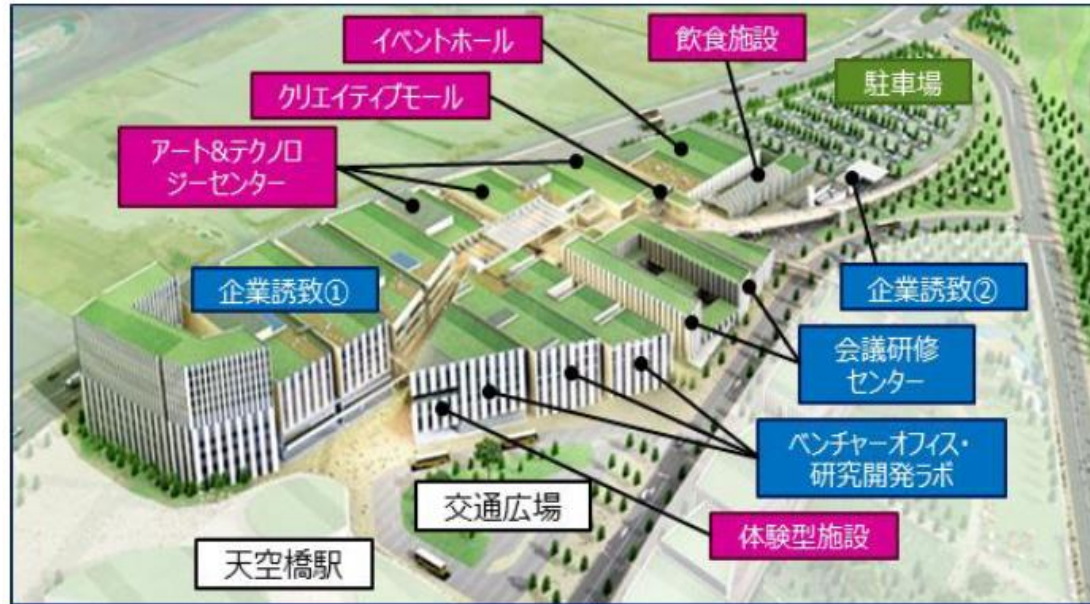 イベントホール
飲食施設
駐車場
クリエイティブモール
アート&テクノロ
ジーセンター
企業誘致①
企業誘致②
会議研修
センター
ベンチャーオフィス・
研究開発ラボ
交通広場
体験型施設
天空橋駅